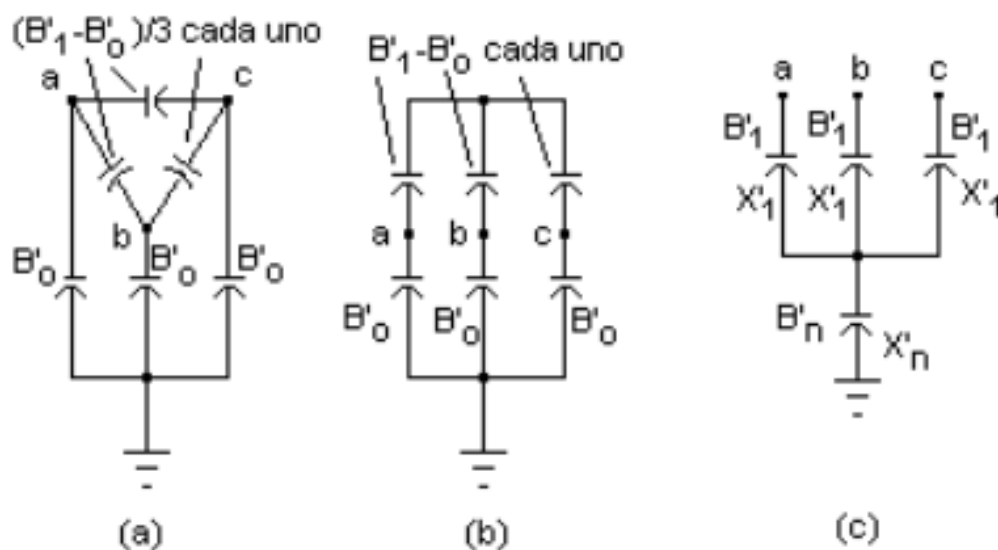 (B'1-B'o)/3 cada uno
a
c
b
B'o
B'o
B'o
(a)
B'1-B'o cada uno
a
b
c
B'o
B'o
B'o
(b)
a
b
c
B'1
B'1
B'1
X'1
X'1
X'1
B'n
X'n
(c)